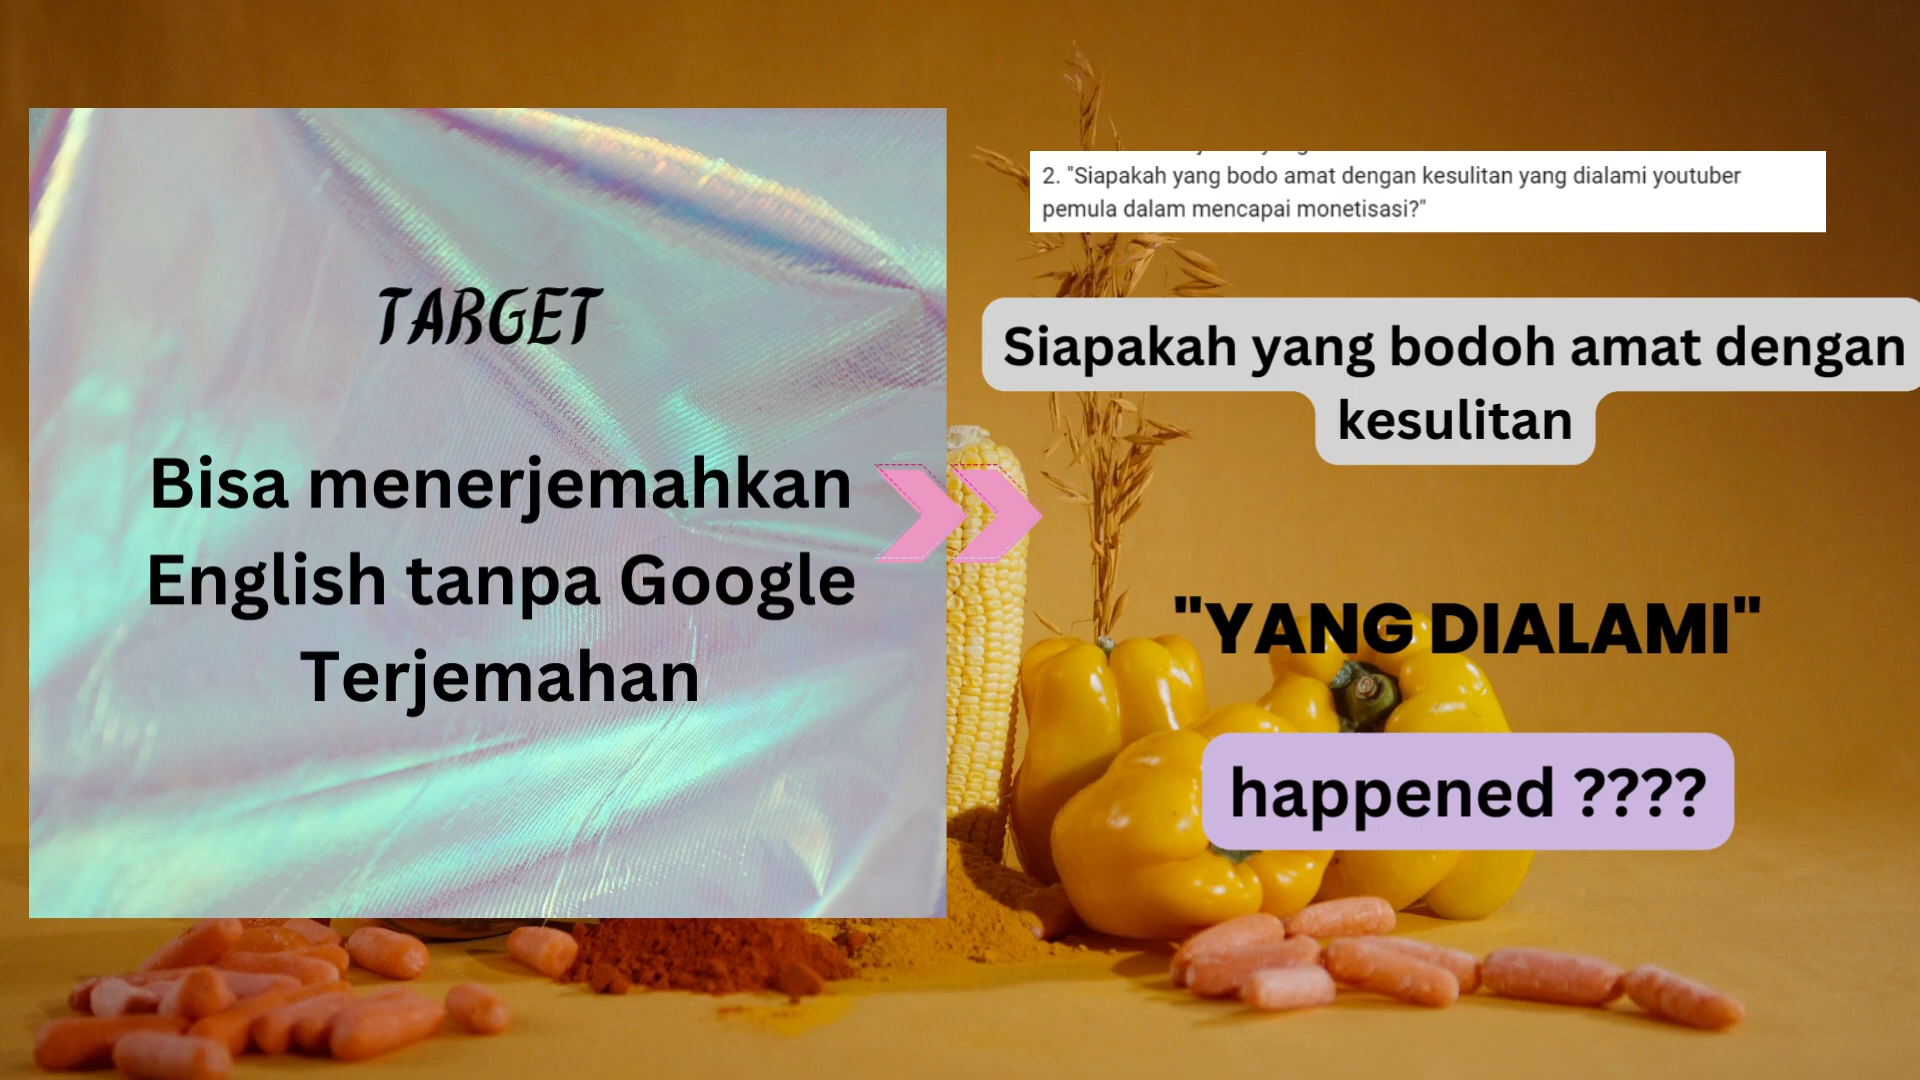 TARGET
Bisa menerjemahkan
English tanpa Google
Terjemahan
2. "Siapakah yang bodo amat dengan kesulitan yang dialami youtuber
pemula dalam mencapai monetisasi?"
Siapakah yang bodoh amat dengan
kesulitan
"YANG DIALAMI"
happened ????